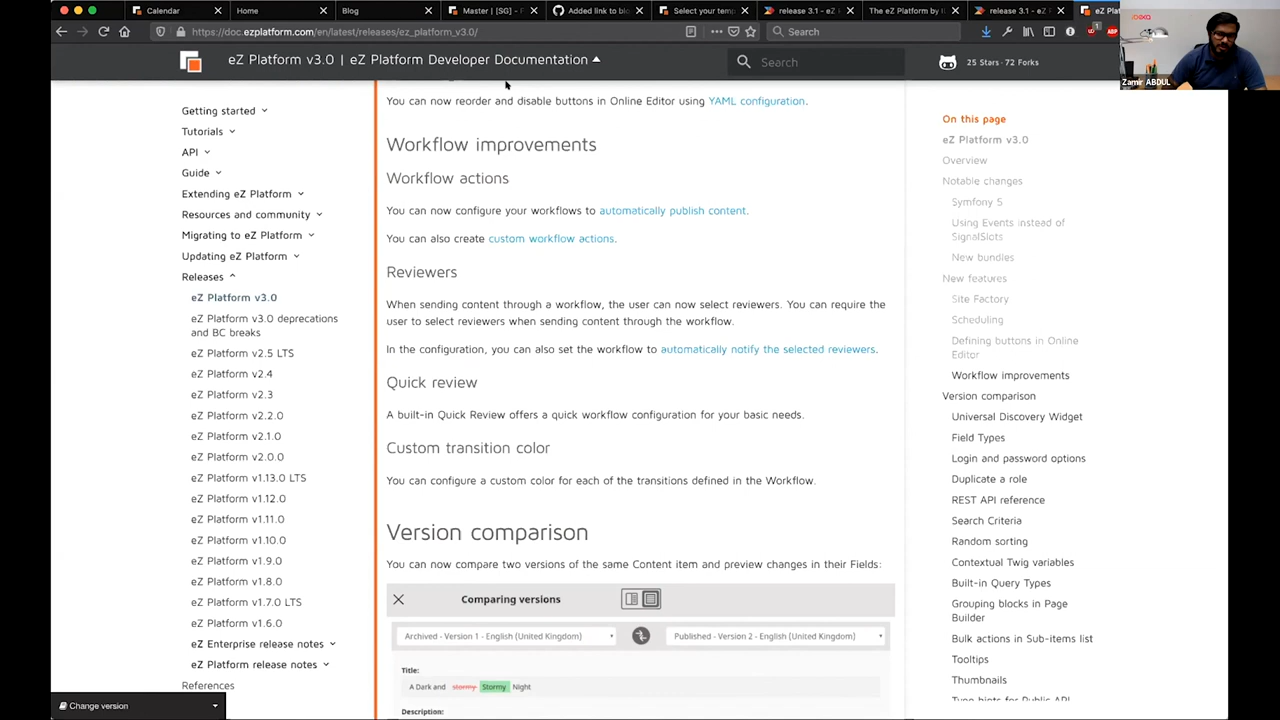 Calendar
Home
Blog
Master | [SG] - F
Added link to blo
Select your temp
release 3.1 - eZ P
The eZ Platform by I
release 3.1 - eZ P
eZ Plat
https://doc.ezplatform.com/en/latest/releases/ez_platform_v3.0/
Search
1
ABP
eZ Platform v3.0 | eZ Platform Developer Documentation
Search
25 Stars · 72 Forks
Zamir ABDUL
Getting started
Tutorials
API
Guide
Extending eZ Platform
Resources and community
Migrating to eZ Platform
Updating eZ Platform
Releases
eZ Platform v3.0
eZ Platform v3.0 deprecations
and BC breaks
eZ Platform v2.5 LTS
eZ Platform v2.4
eZ Platform v2.3
eZ Platform v2.2.0
eZ Platform v2.1.0
eZ Platform v2.0.0
eZ Platform v1.13.0 LTS
eZ Platform v1.12.0
eZ Platform v1.11.0
eZ Platform v1.10.0
eZ Platform v1.9.0
eZ Platform v1.8.0
eZ Platform v1.7.0 LTS
eZ Platform v1.6.0
eZ Enterprise release notes
eZ Platform release notes
References
Change version
You can now reorder and disable buttons in Online Editor using YAML configuration.
Workflow improvements
Workflow actions
You can now configure your workflows to automatically publish content.
You can also create custom workflow actions.
Reviewers
When sending content through a workflow, the user can now select reviewers. You can require the
user to select reviewers when sending content through the workflow.
In the configuration, you can also set the workflow to automatically notify the selected reviewers.
Quick review
A built-in Quick Review offers a quick workflow configuration for your basic needs.
Custom transition color
You can configure a custom color for each of the transitions defined in the Workflow.
Version comparison
You can now compare two versions of the same Content item and preview changes in their Fields:
Comparing versions
Archived - Version 1 - English (United Kingdom)
Published - Version 2 - English (United Kingdom)
Title:
A Dark and stormy Stormy Night
Description:
On this page
eZ Platform v3.0
Overview
Notable changes
Symfony 5
Using Events instead of
SignalSlots
New bundles
New features
Site Factory
Scheduling
Defining buttons in Online
Editor
Workflow improvements
Version comparison
Universal Discovery Widget
Field Types
Login and password options
Duplicate a role
REST API reference
Search Criteria
Random sorting
Contextual Twig variables
Built-in Query Types
Grouping blocks in Page
Builder
Bulk actions in Sub-items list
Tooltips
Thumbnails
Type hints for Public API